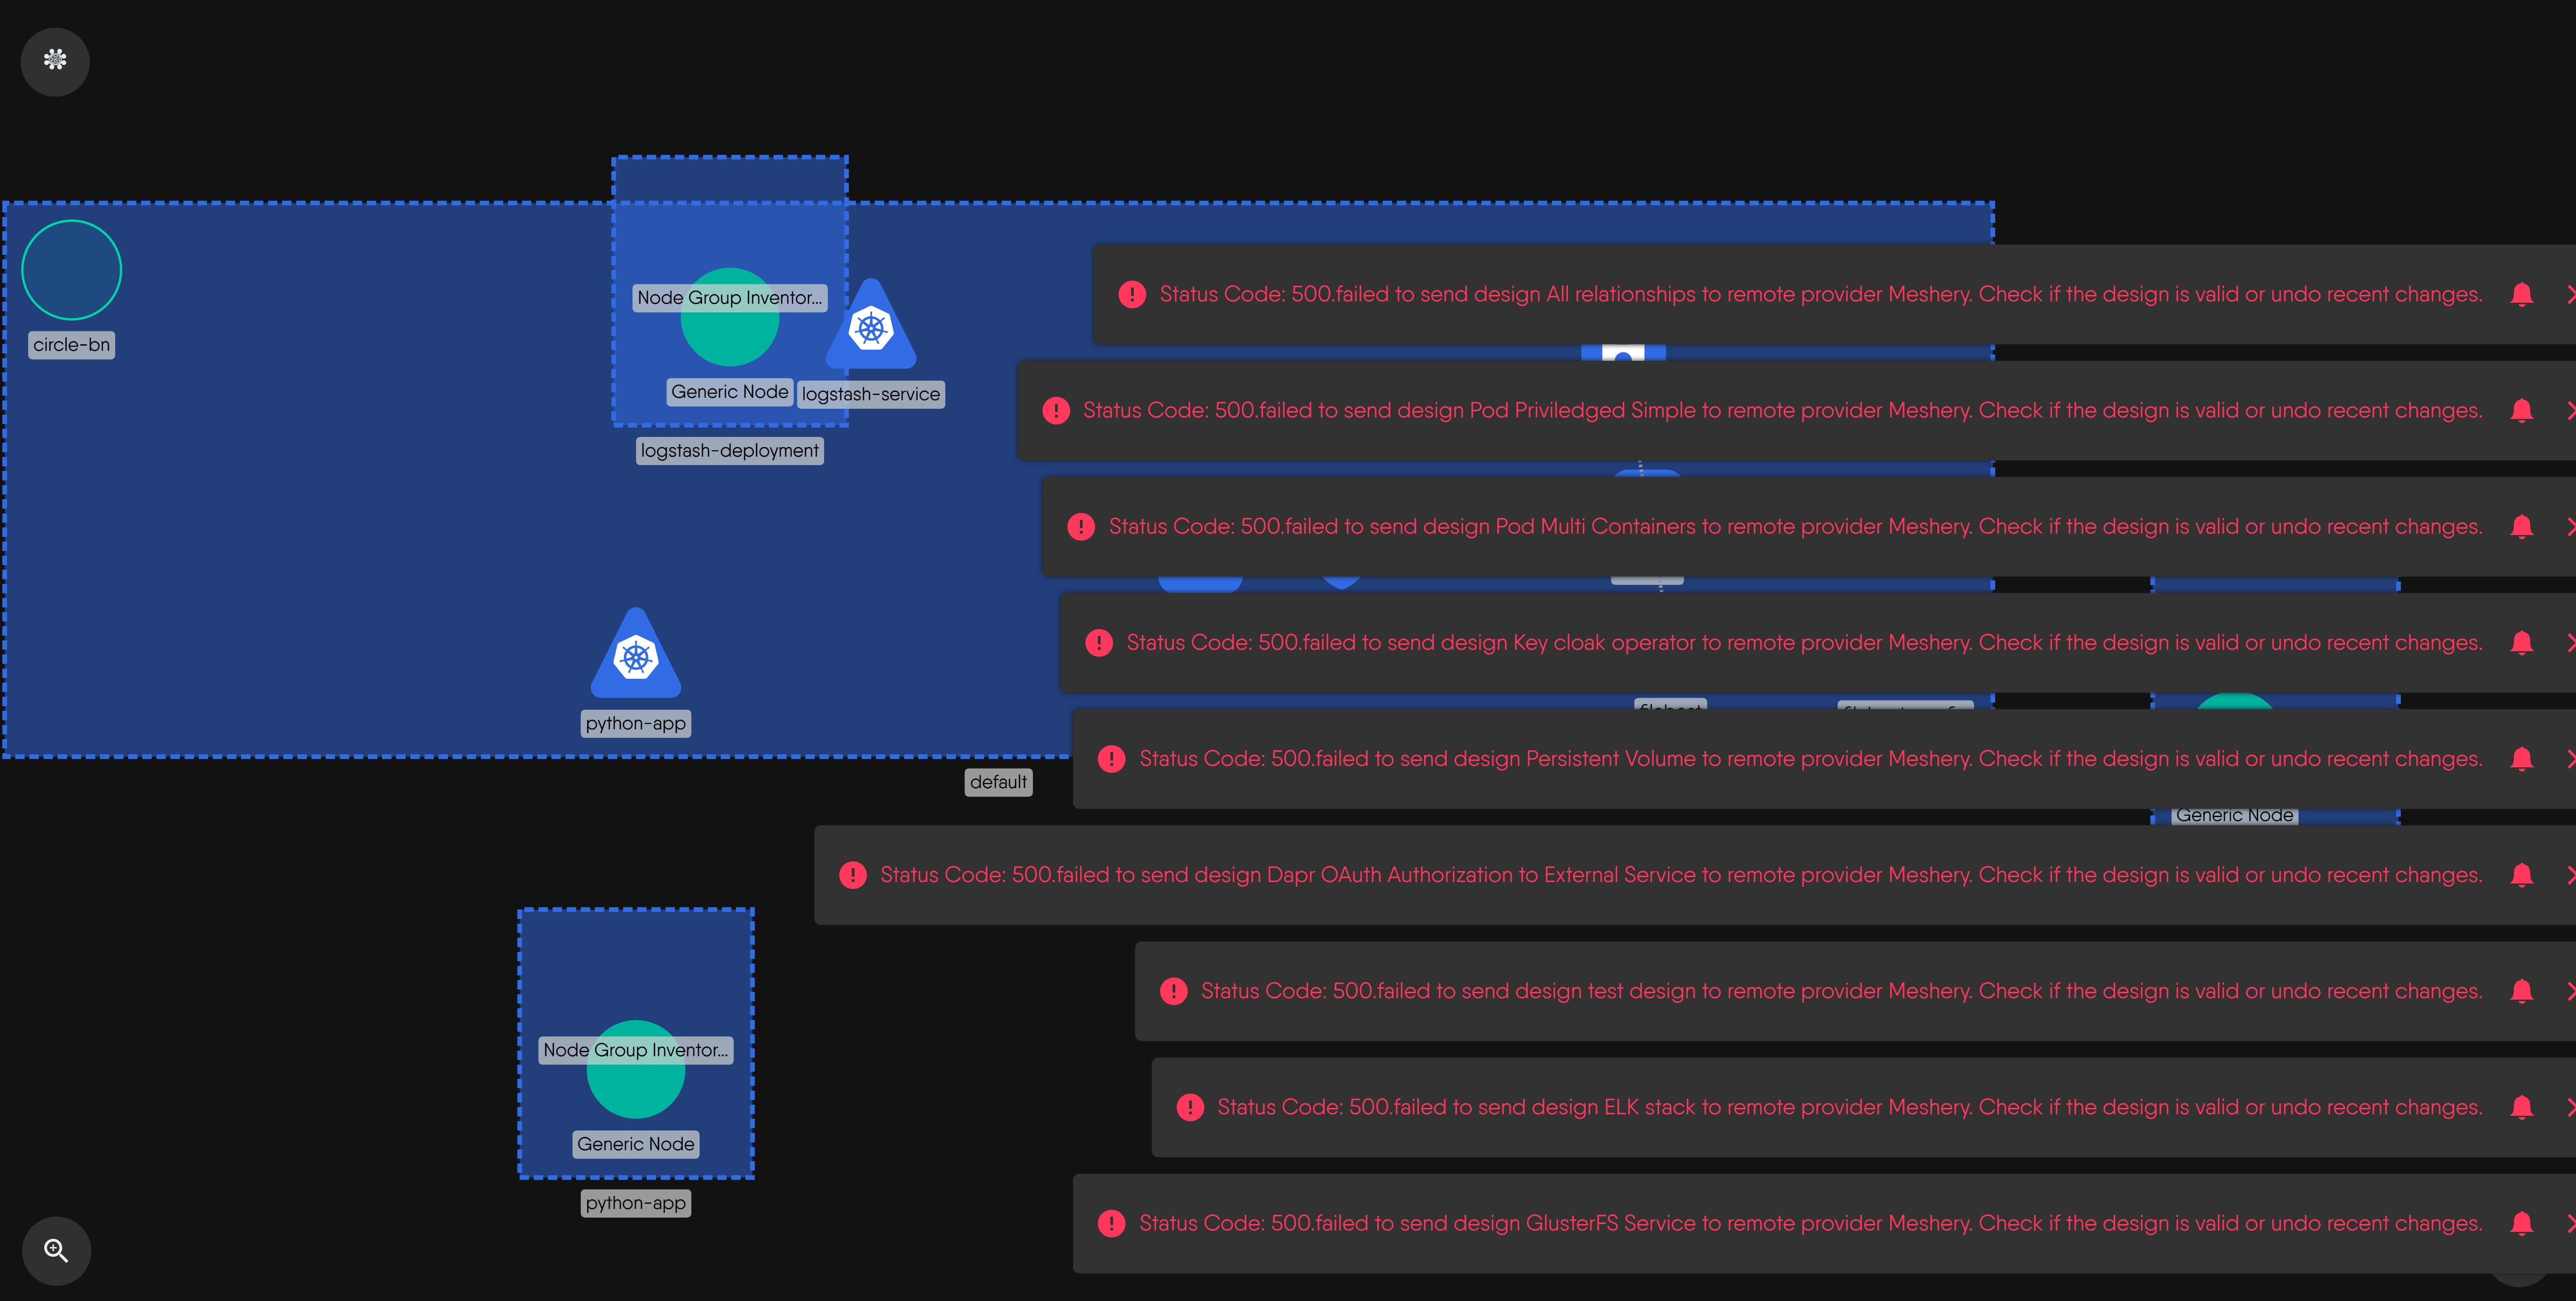 circle-bn
Node Group Inventor...
Generic Node
logstash-service
logstash-deployment
python-app
default
Node Group Inventor...
Generic Node
python-app
Status Code: 500.failed to send design All relationships to remote provider Meshery. Check if the design is valid or undo recent changes.
Status Code: 500.failed to send design Pod Priviledged Simple to remote provider Meshery. Check if the design is valid or undo recent changes.
Status Code: 500.failed to send design Pod Multi Containers to remote provider Meshery. Check if the design is valid or undo recent changes.
Status Code: 500.failed to send design Key cloak operator to remote provider Meshery. Check if the design is valid or undo recent changes.
Status Code: 500.failed to send design Persistent Volume to remote provider Meshery. Check if the design is valid or undo recent changes.
Generic Node
Status Code: 500.failed to send design Dapr OAuth Authorization to External Service to remote provider Meshery. Check if the design is valid or undo recent changes.
Status Code: 500.failed to send design test design to remote provider Meshery. Check if the design is valid or undo recent changes.
Status Code: 500.failed to send design ELK stack to remote provider Meshery. Check if the design is valid or undo recent changes.
Status Code: 500.failed to send design GlusterFS Service to remote provider Meshery. Check if the design is valid or undo recent changes.